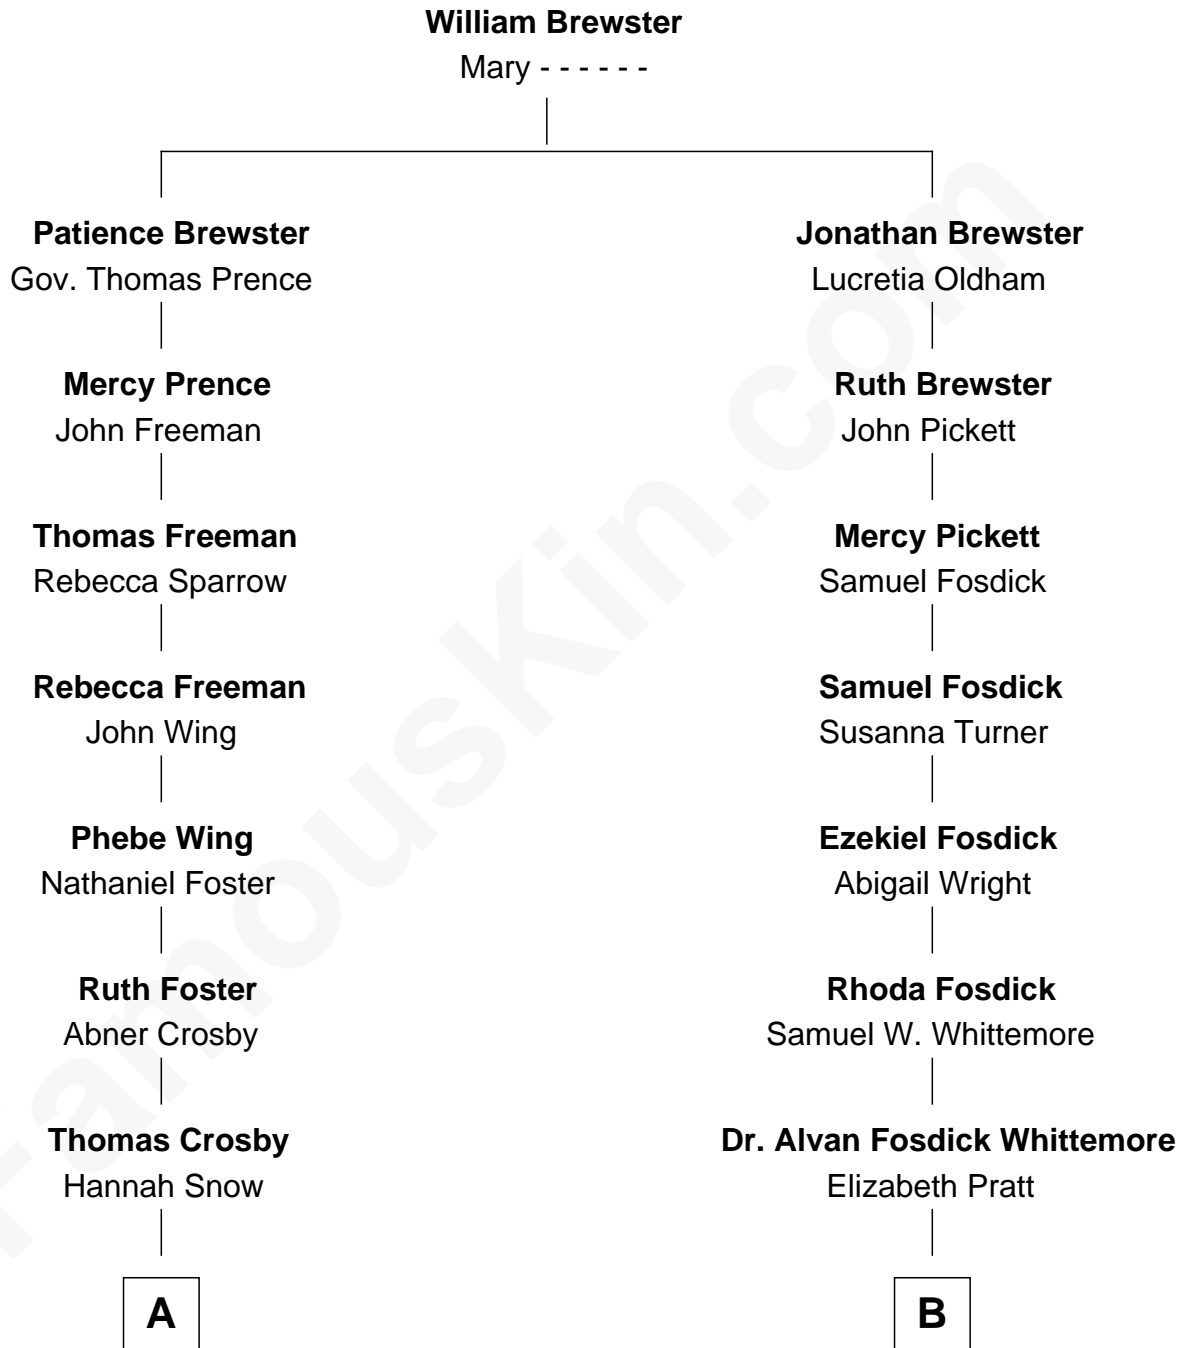 William Brewster
Mary - - - - - -
Patience Brewster
Gov. Thomas Prence
Mercy Prence
John Freeman
Thomas Freeman
Rebecca Sparrow
Rebecca Freeman
John Wing
Phebe Wing
Nathaniel Foster
Ruth Foster
Abner Crosby
Thomas Crosby
Hannah Snow
A
Jonathan Brewster
Lucretia Oldham
Ruth Brewster
John Pickett
Mercy Pickett
Samuel Fosdick
Samuel Fosdick
Susanna Turner
Ezekiel Fosdick
Abigail Wright
Rhoda Fosdick
Samuel W. Whittemore
Dr. Alvan Fosdick Whittemore
Elizabeth Pratt
B
FamousKin.com